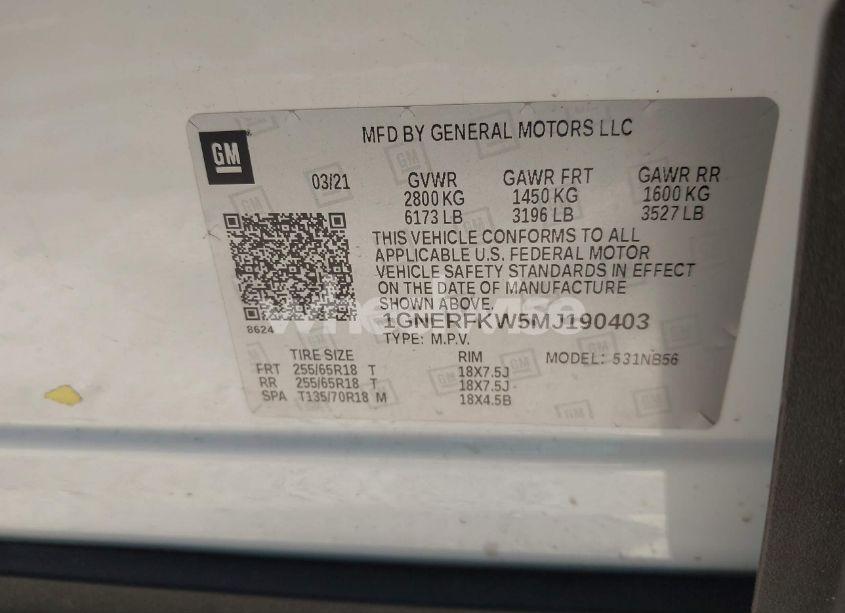 GM
MFD BY GENERAL MOTORS LLC
03/21 GVWR GAWR FRT GAWR RR
2800 KG 1450 KG 1600 KG
6173 LB 3196 LB 3527 LB
THIS VEHICLE CONFORMS TO ALL
APPLICABLE U.S. FEDERAL MOTOR
VEHICLE SAFETY STANDARDS IN EFFECT
ON THE DATE OF MANUFACTURE
SHOWN ABOVE.
8624 1GNERFKW5MJ190403
TYPE: M.P.V.
TIRE SIZE RIM MODEL: 531NB56
FRT 255/65R18 T 18X7.5J
RR 255/65R18 T 18X7.5J
SPA T135/70R18 M 18X4.5B